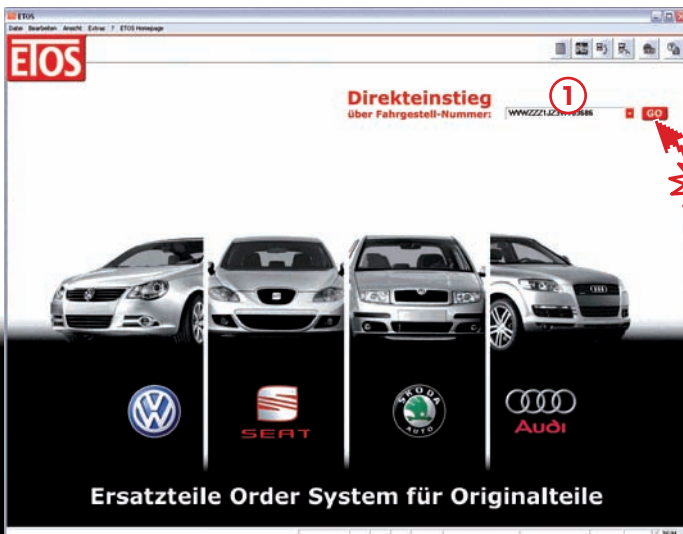 ETOS
Datei Bearbeiten Ansicht Extras ? ETOS Homepage
ETOS
Direkteinstieg
über Fahrgestell-Nummer:
1
GO
SEAT
SKODA
AUTO
Audi
Ersatzteile Order System für Originalteile